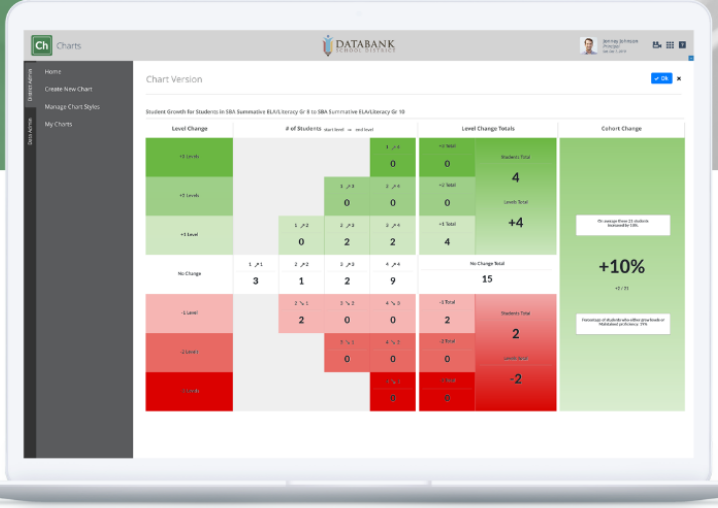 Ch Charts
DATABANK
SCHOOL DISTRICT
Principal
Home
Create New Chart
Manage Chart Styles
My Charts
Chart Version
Ok
Student Growth for Students in SBA Summative ELA/Literacy Gr 8 to SBA Summative ELA/Literacy Gr 10
Level Change
# of Students start level → end level
Level Change Totals
Cohort Change
1 ↗ 4
+3 Total
0
0
Students Total
4
+2 Levels
1 ↗ 3
2 ↗ 4
+2 Total
0
0
0
Levels Total
+4
+1 Level
1 ↗ 2
2 ↗ 3
3 ↗ 4
+1 Total
0
2
2
4
No Change
1 ↗ 1
2 ↗ 2
3 ↗ 3
4 ↗ 4
No Change Total
3
1
2
9
15
-1 Level
2 ↘ 1
3 ↘ 2
4 ↘ 3
-1 Total
2
0
0
2
Students Total
2
-2 Levels
3 ↘ 1
4 ↘ 2
-2 Total
0
0
0
Levels Total
-2
0
0
+10%